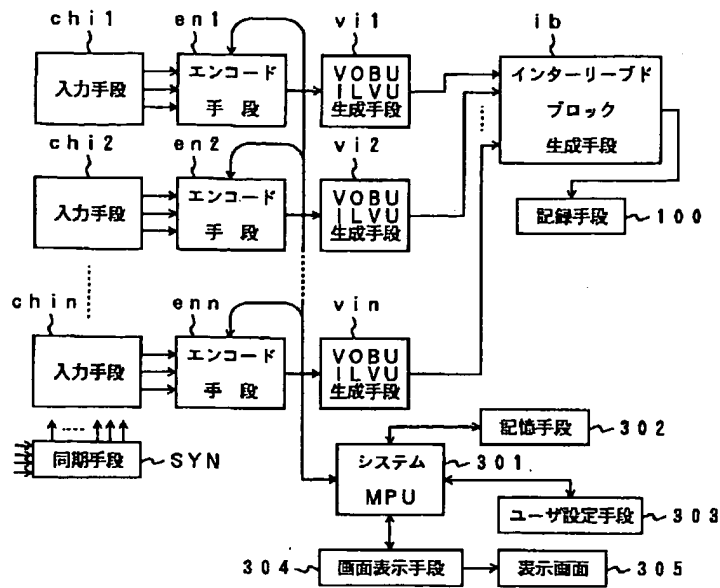 chi1
en1
vi1
ib
入力手段
エンコード
手段
VOBU
ILVU
生成手段
インターリーブド
ブロック
生成手段
chi2
en2
vi2
入力手段
エンコード
手段
VOBU
ILVU
生成手段
記録手段
100
chin
enn
vin
入力手段
エンコード
手段
VOBU
ILVU
生成手段
同期手段
SYN
システム
MPU
301
記憶手段
302
ユーザ設定手段
303
304
画面表示手段
表示画面
305